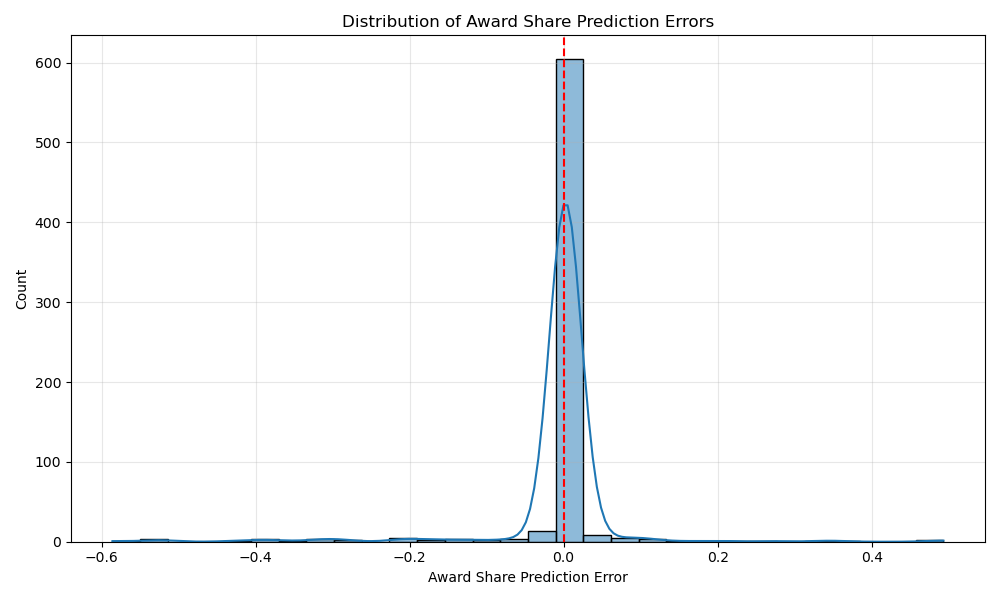 Distribution of Award Share Prediction Errors
600
500
400
300
200
100
0
Count
−0.6 −0.4 −0.2 0.0 0.2 0.4
Award Share Prediction Error